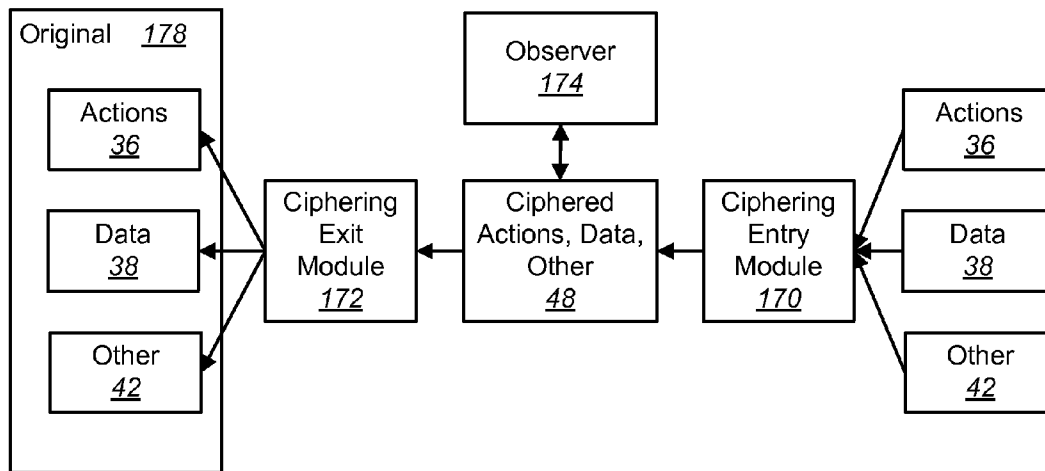 Original 178
Actions
36
Data
38
Other
42
Ciphering
Exit
Module
172
Observer
174
Ciphered
Actions, Data,
Other
48
Ciphering
Entry
Module
170
Actions
36
Data
38
Other
42